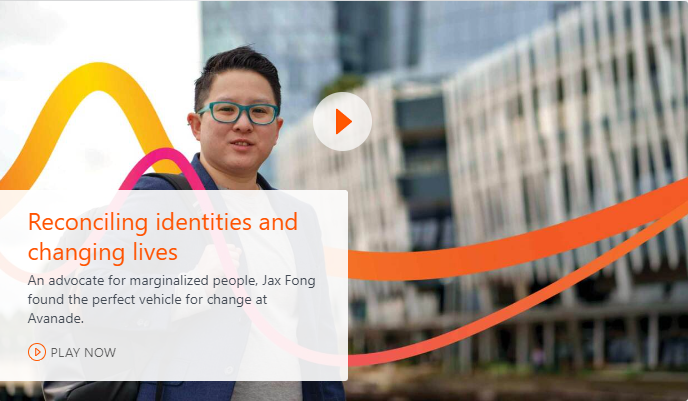 Reconciling identities and
changing lives
An advocate for marginalized people, Jax Fong
found the perfect vehicle for change at
Avanade.
PLAY NOW